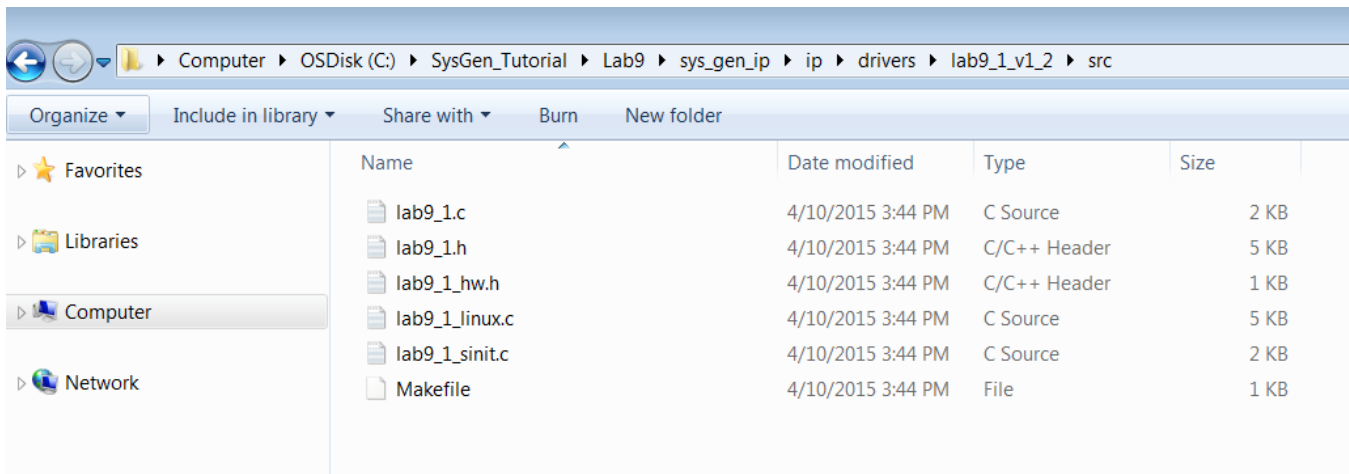 Computer OSDisk (C:) SysGen_Tutorial Lab9 sys_gen_ip ip drivers lab9_1_v1_2 src
Organize Include in library Share with Burn New folder
Favorites
Libraries
Computer
Network
Name Date modified Type Size
lab9_1.c 4/10/2015 3:44 PM C Source 2 KB
lab9_1.h 4/10/2015 3:44 PM C/C++ Header 5 KB
lab9_1_hw.h 4/10/2015 3:44 PM C/C++ Header 1 KB
lab9_1_linux.c 4/10/2015 3:44 PM C Source 5 KB
lab9_1_sinit.c 4/10/2015 3:44 PM C Source 2 KB
Makefile 4/10/2015 3:44 PM File 1 KB